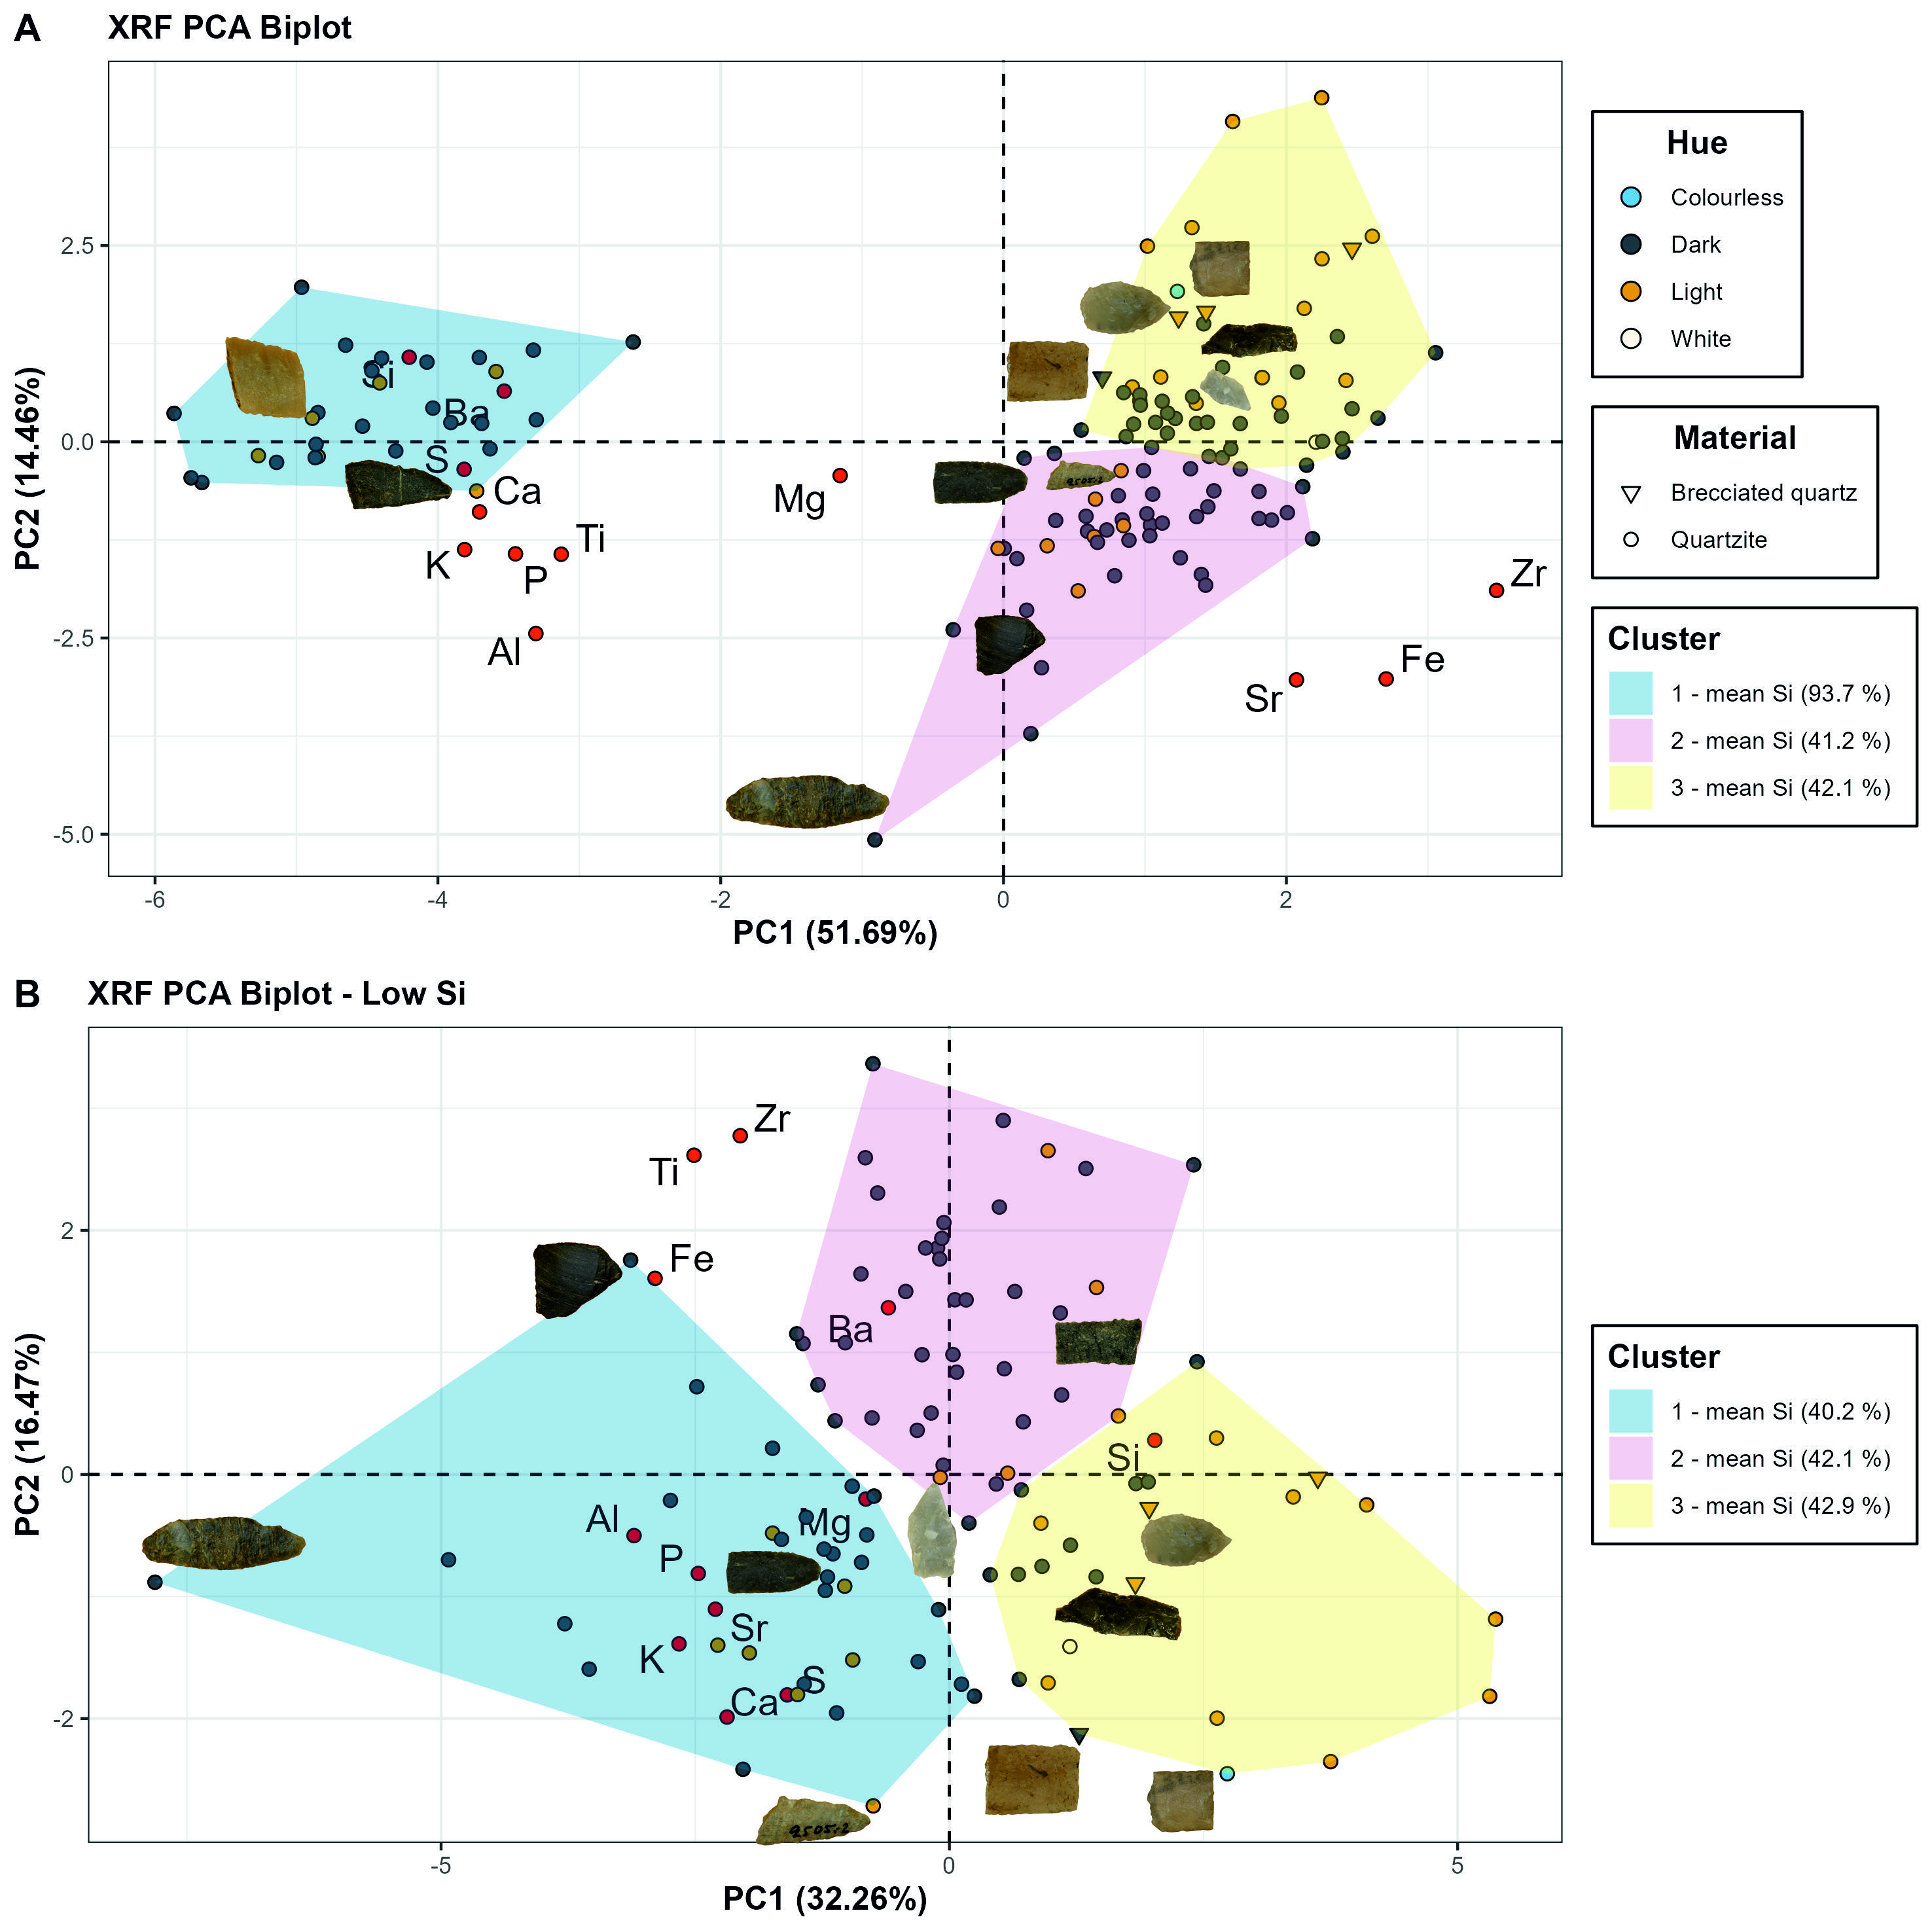 A XRF PCA Biplot
PC2 (14.46%)
2.5
0.0
-2.5
-5.0
Si
Ba
S
Ca
K
P
Ti
Al
Mg
Zr
Fe
Sr
9505:2
-6 -4 -2 0 2
PC1 (51.69%)
Hue
Colourless
Dark
Light
White
Material
Brecciated quartz
Quartzite
Cluster
1 - mean Si (93.7 %)
2 - mean Si (41.2 %)
3 - mean Si (42.1 %)
B XRF PCA Biplot - Low Si
PC2 (16.47%)
2
0
-2
Zr
Ti
Fe
Ba
Si
Al
Mg
P
Sr
K
S
Ca
9505:2
-5 0 5
PC1 (32.26%)
Cluster
1 - mean Si (40.2 %)
2 - mean Si (42.1 %)
3 - mean Si (42.9 %)